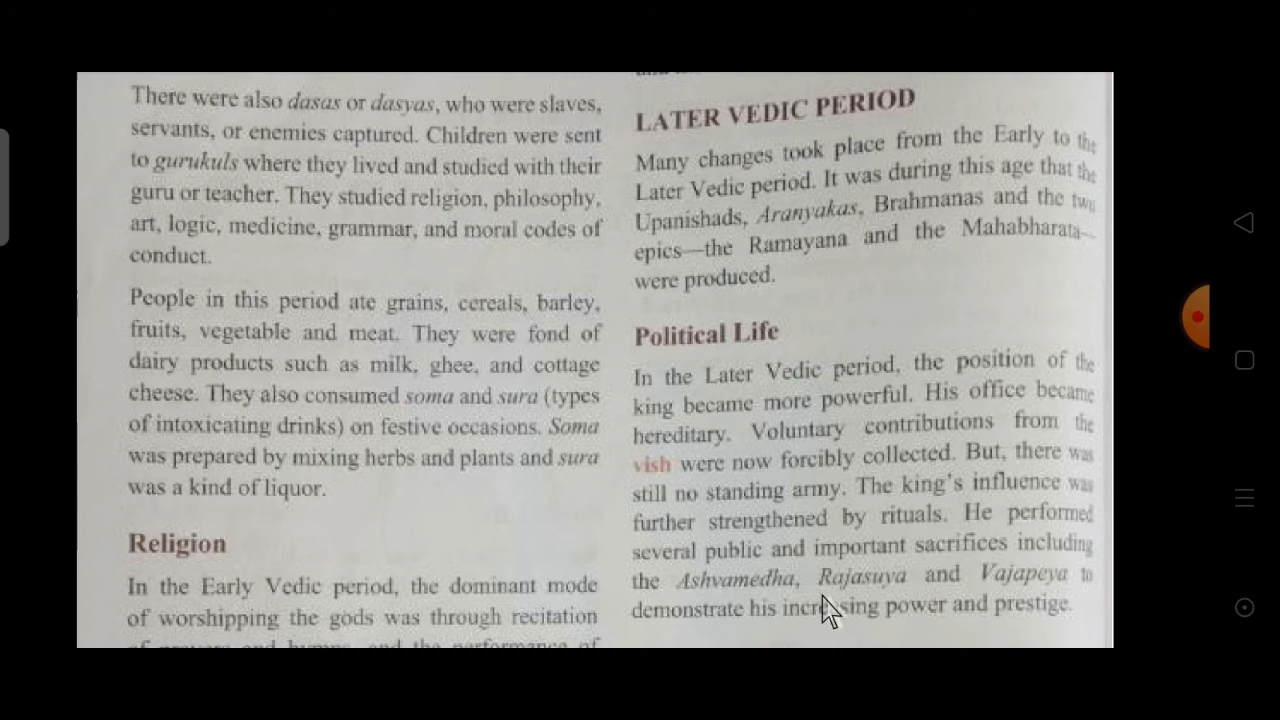 There were also dasas or dasyas, who were slaves,
servants, or enemies captured. Children were sent
to gurukuls where they lived and studied with their
guru or teacher. They studied religion, philosophy,
art, logic, medicine, grammar, and moral codes of
conduct.
People in this period ate grains, cereals, barley,
fruits, vegetable and meat. They were fond of
dairy products such as milk, ghee, and cottage
cheese. They also consumed soma and sura (types
of intoxicating drinks) on festive occasions. Soma
was prepared by mixing herbs and plants and sura
was a kind of liquor.
Religion
In the Early Vedic period, the dominant mode
of worshipping the gods was through recitation
of prayers and hymns, and the performance of
LATER VEDIC PERIOD
Many changes took place from the Early to the
Later Vedic period. It was during this age that the
Upanishads, Aranyakas, Brahmanas and the two
epics—the Ramayana and the Mahabharata—
were produced.
Political Life
In the Later Vedic period, the position of the
king became more powerful. His office became
hereditary. Voluntary contributions from the
vish were now forcibly collected. But, there was
still no standing army. The king's influence was
further strengthened by rituals. He performed
several public and important sacrifices including
the Ashvamedha, Rajasuya and Vajapeya to
demonstrate his increasing power and prestige.